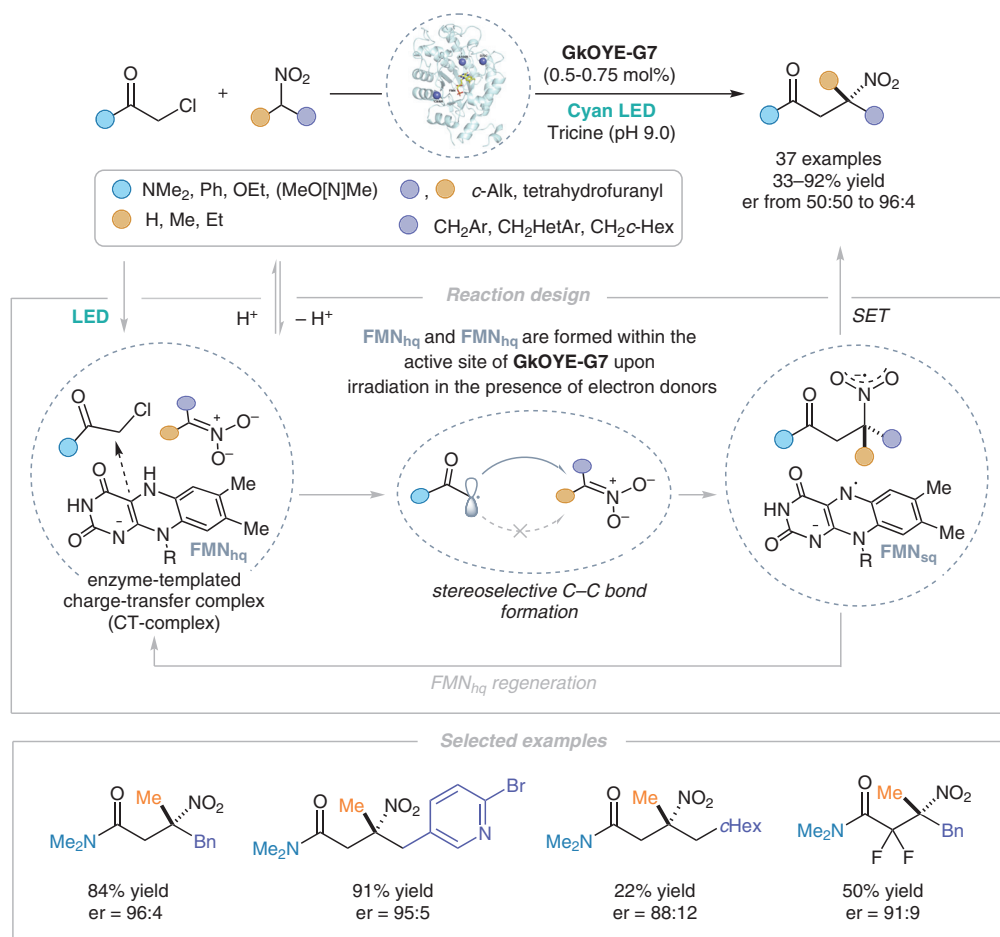 O
Cl
+
NO2
GkOYE-G7
(0.5-0.75 mol%)
Cyan LED
Tricine (pH 9.0)
O
NO2
37 examples
33–92% yield
er from 50:50 to 96:4
NMe2, Ph, OEt, (MeO[N]Me)
H, Me, Et
, c-Alk, tetrahydrofuranyl
CH2Ar, CH2HetAr, CH2c-Hex
Reaction design
LED
H+
– H+
SET
FMNhq and FMNhq are formed within the
active site of GkOYE-G7 upon
irradiation in the presence of electron donors
O
Cl
+
N
O–
O–
O
H
N
HN
–
Me
Me
O
N
N
R
FMNhq
enzyme-templated
charge-transfer complex
(CT-complex)
O
·
+
N
O–
O–
×
stereoselective C–C bond
formation
O
·–
O
N
O
O
N·
HN
–
Me
Me
O
N
N
R
FMNsq
FMNhq regeneration
Selected examples
O
Me
NO2
Me2N
Bn
84% yield
er = 96:4
O
Me
NO2
Br
N
Me2N
91% yield
er = 95:5
O
Me
NO2
Me2N
cHex
22% yield
er = 88:12
O
Me
NO2
Me2N
Bn
F
F
50% yield
er = 91:9